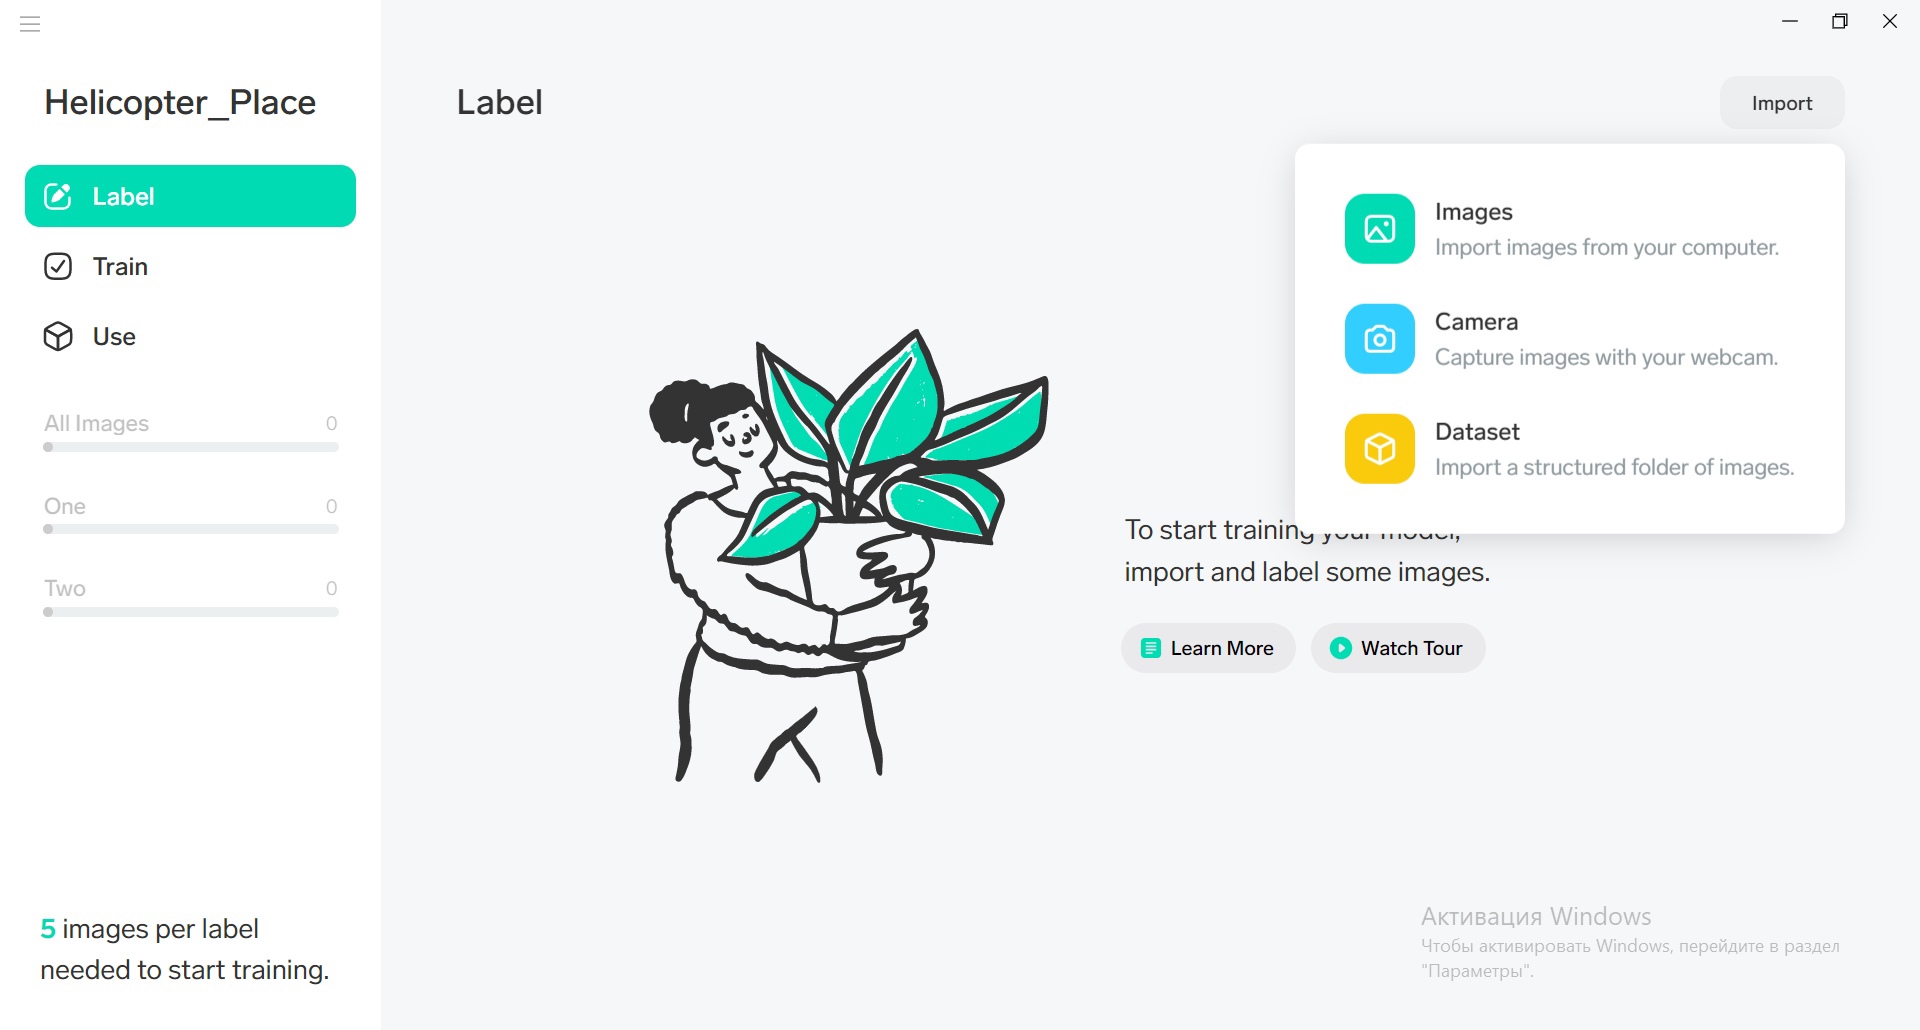 Helicopter_Place
Label
Train
Use
All Images 0
One 0
Two 0
5 images per label
needed to start training.
Label
Import
Images
Import images from your computer.
Camera
Capture images with your webcam.
Dataset
Import a structured folder of images.
To start training your model,
import and label some images.
Learn More
Watch Tour
Активация Windows
Чтобы активировать Windows, перейдите в раздел
"Параметры".